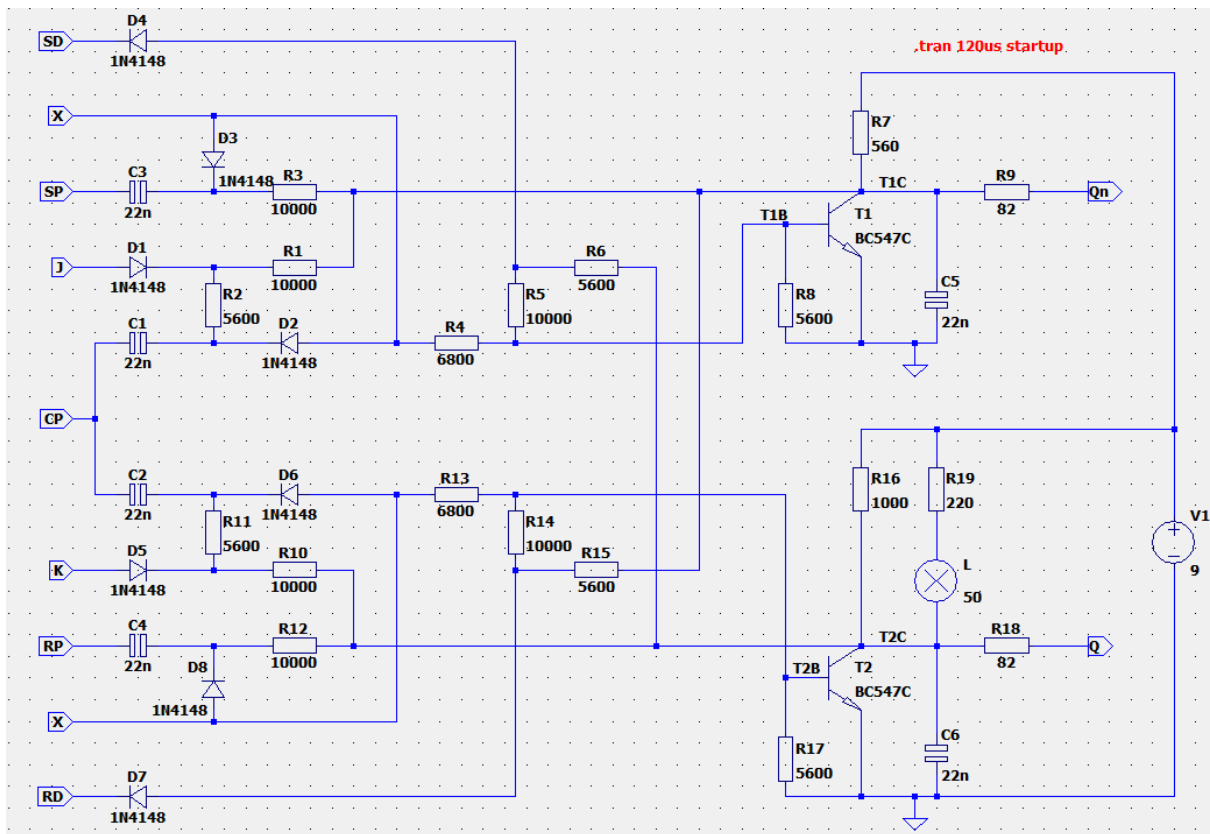 D4
SD
1N4148
.tran 120us startup
X
D3
R7
560
C3
1N4148
R3
SP
T1C
R9
Qn
22n
10000
82
T1B
T1
BC547C
D1
R1
R6
J
1N4148
10000
5600
R2
5600
R5
10000
R8
5600
C5
22n
C1
D2
R4
22n
1N4148
6800
CP
C2
D6
R13
R16
1000
R19
220
22n
1N4148
6800
V1
R11
5600
R14
10000
D5
R10
R15
L
9
K
1N4148
10000
5600
50
C4
R12
RP
T2C
R18
Q
22n
10000
82
D8
T2B
T2
BC547C
1N4148
X
C6
R17
5600
22n
D7
RD
1N4148